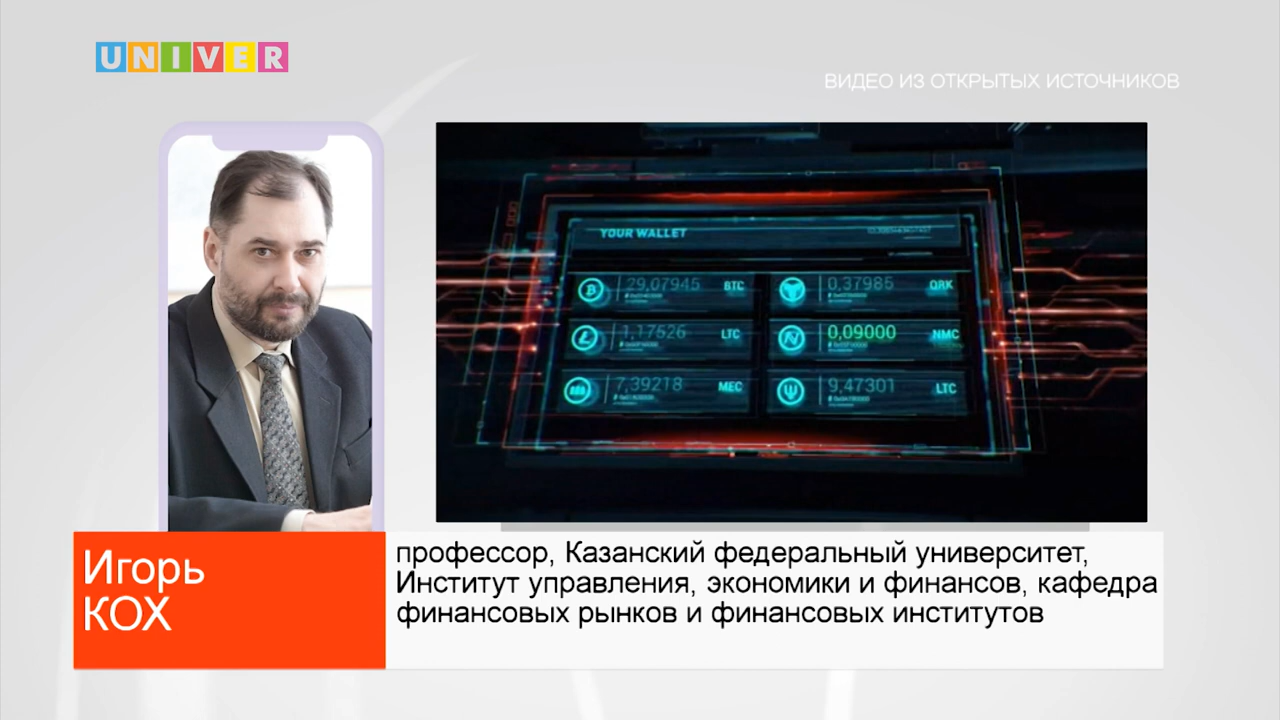 UNIVER
ВИДЕО ИЗ ОТКРЫТЫХ ИСТОЧНИКОВ
YOUR WALLET
29,07945 BTC
0,37985 QRK
1,17526 LTC
0,09000 NMC
7,39218 MEC
9,47301 LTC
Игорь
КОХ
профессор, Казанский федеральный университет,
Институт управления, экономики и финансов, кафедра
финансовых рынков и финансовых институтов